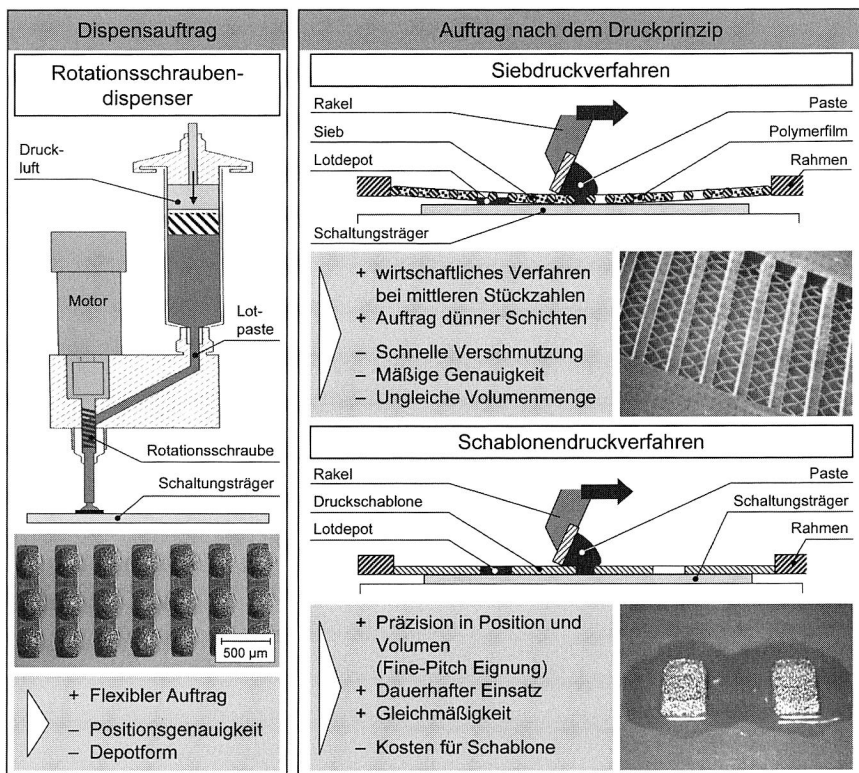 Dispensauftrag
Rotationsschrauben-
dispenser
Druck-
luft
Motor
Lot-
paste
Rotationsschraube
Schaltungsträger
500 µm
+ Flexibler Auftrag
– Positionsgenauigkeit
– Depotform
Auftrag nach dem Druckprinzip
Siebdruckverfahren
Rakel
Paste
Sieb
Polymerfilm
Lotdepot
Rahmen
Schaltungsträger
+ wirtschaftliches Verfahren
bei mittleren Stückzahlen
+ Auftrag dünner Schichten
– Schnelle Verschmutzung
– Mäßige Genauigkeit
– Ungleiche Volumenmenge
Schablonendruckverfahren
Rakel
Paste
Druckschablone
Schaltungsträger
Lotdepot
Rahmen
+ Präzision in Position und
Volumen
(Fine-Pitch Eignung)
+ Dauerhafter Einsatz
+ Gleichmäßigkeit
– Kosten für Schablone